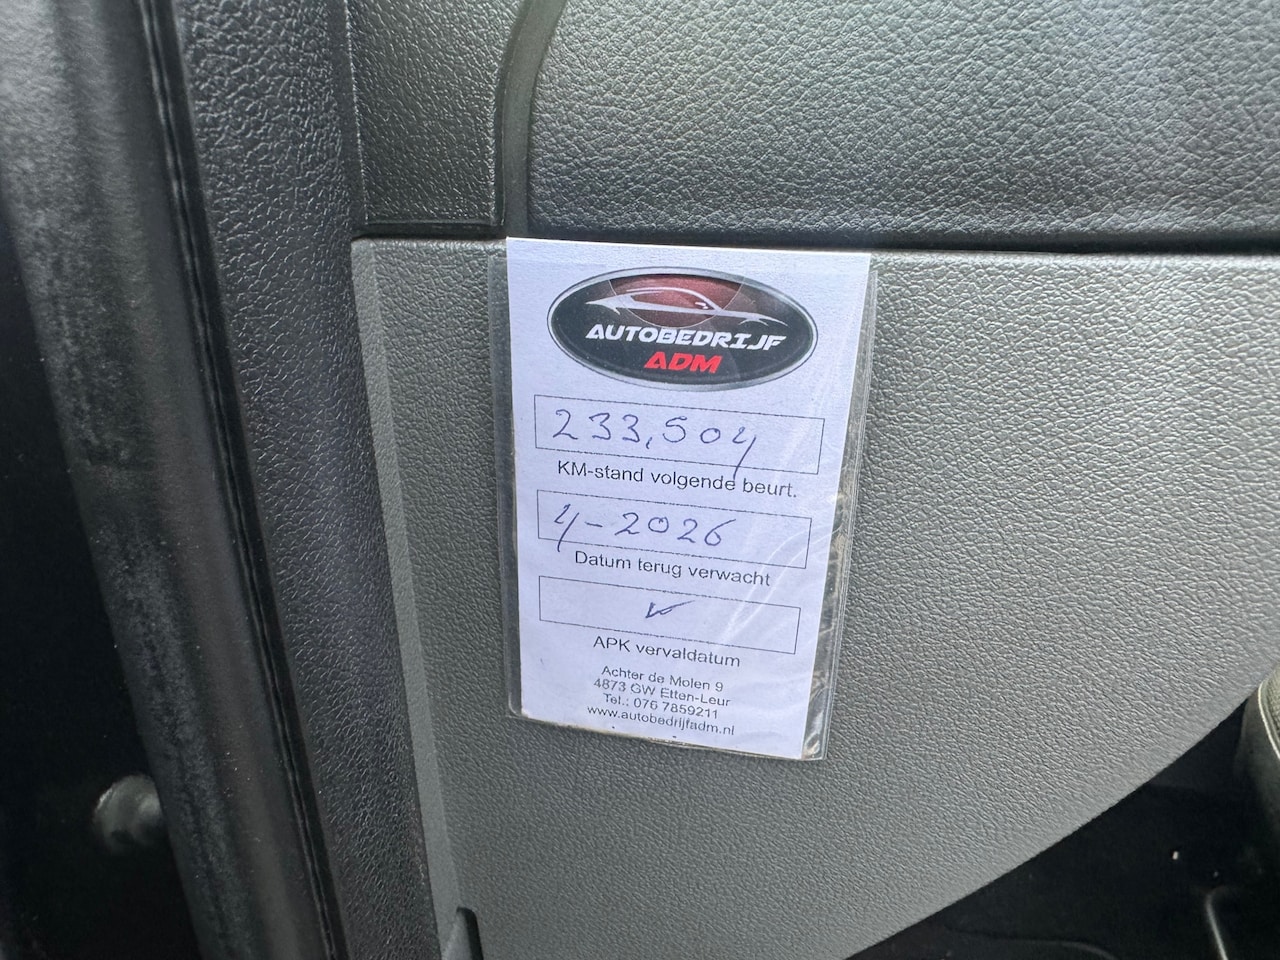 AUTOBEDRIJF
ADM
233,504
KM-stand volgende beurt.
4-2026
Datum terug verwacht
APK vervaldatum
Achter de Molen 9
4873 GW Etten-Leur
Tel.: 076 7859211
www.autobedrijfadm.nl